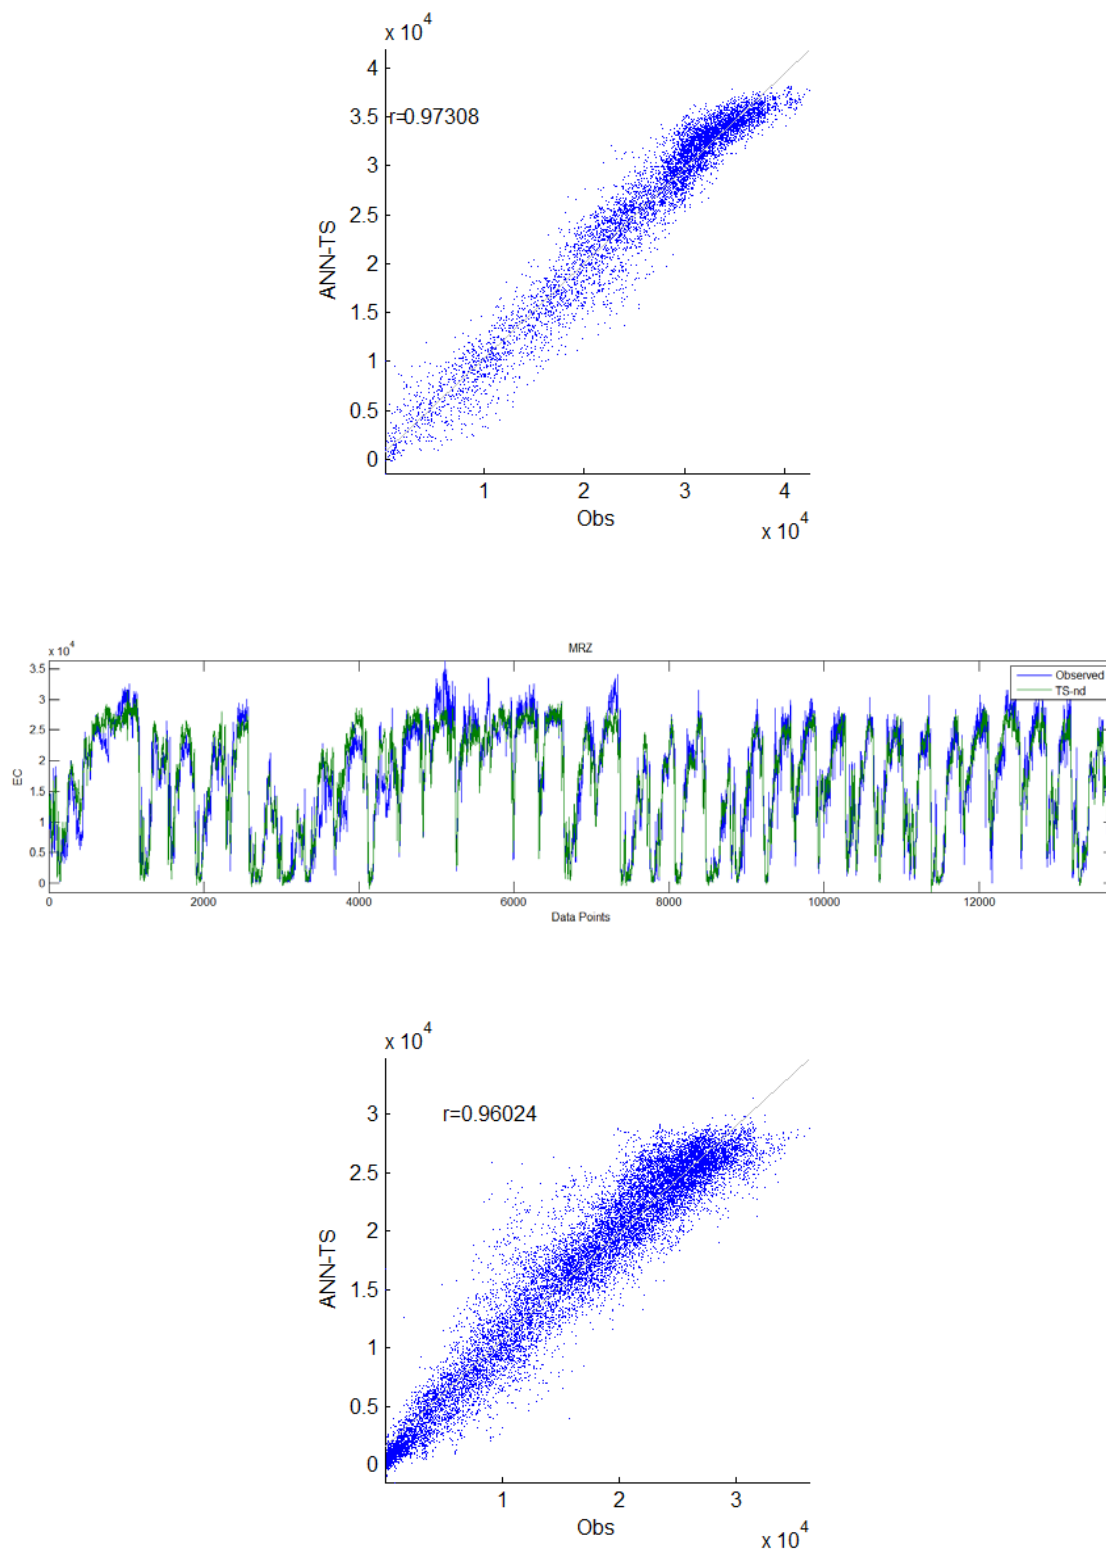 x 10^4
4
3.5
r=0.97308
3
2.5
2
1.5
1
0.5
0
ANN-TS
1 2 3 4
Obs
x 10^4
MRZ
x 10^4
3.5
3
2.5
2
1.5
1
0.5
0
EC
Observed
TS-nd
0 2000 4000 6000 8000 10000 12000
Data Points
x 10^4
r=0.96024
3
2.5
2
1.5
1
0.5
0
ANN-TS
1 2 3
Obs
x 10^4